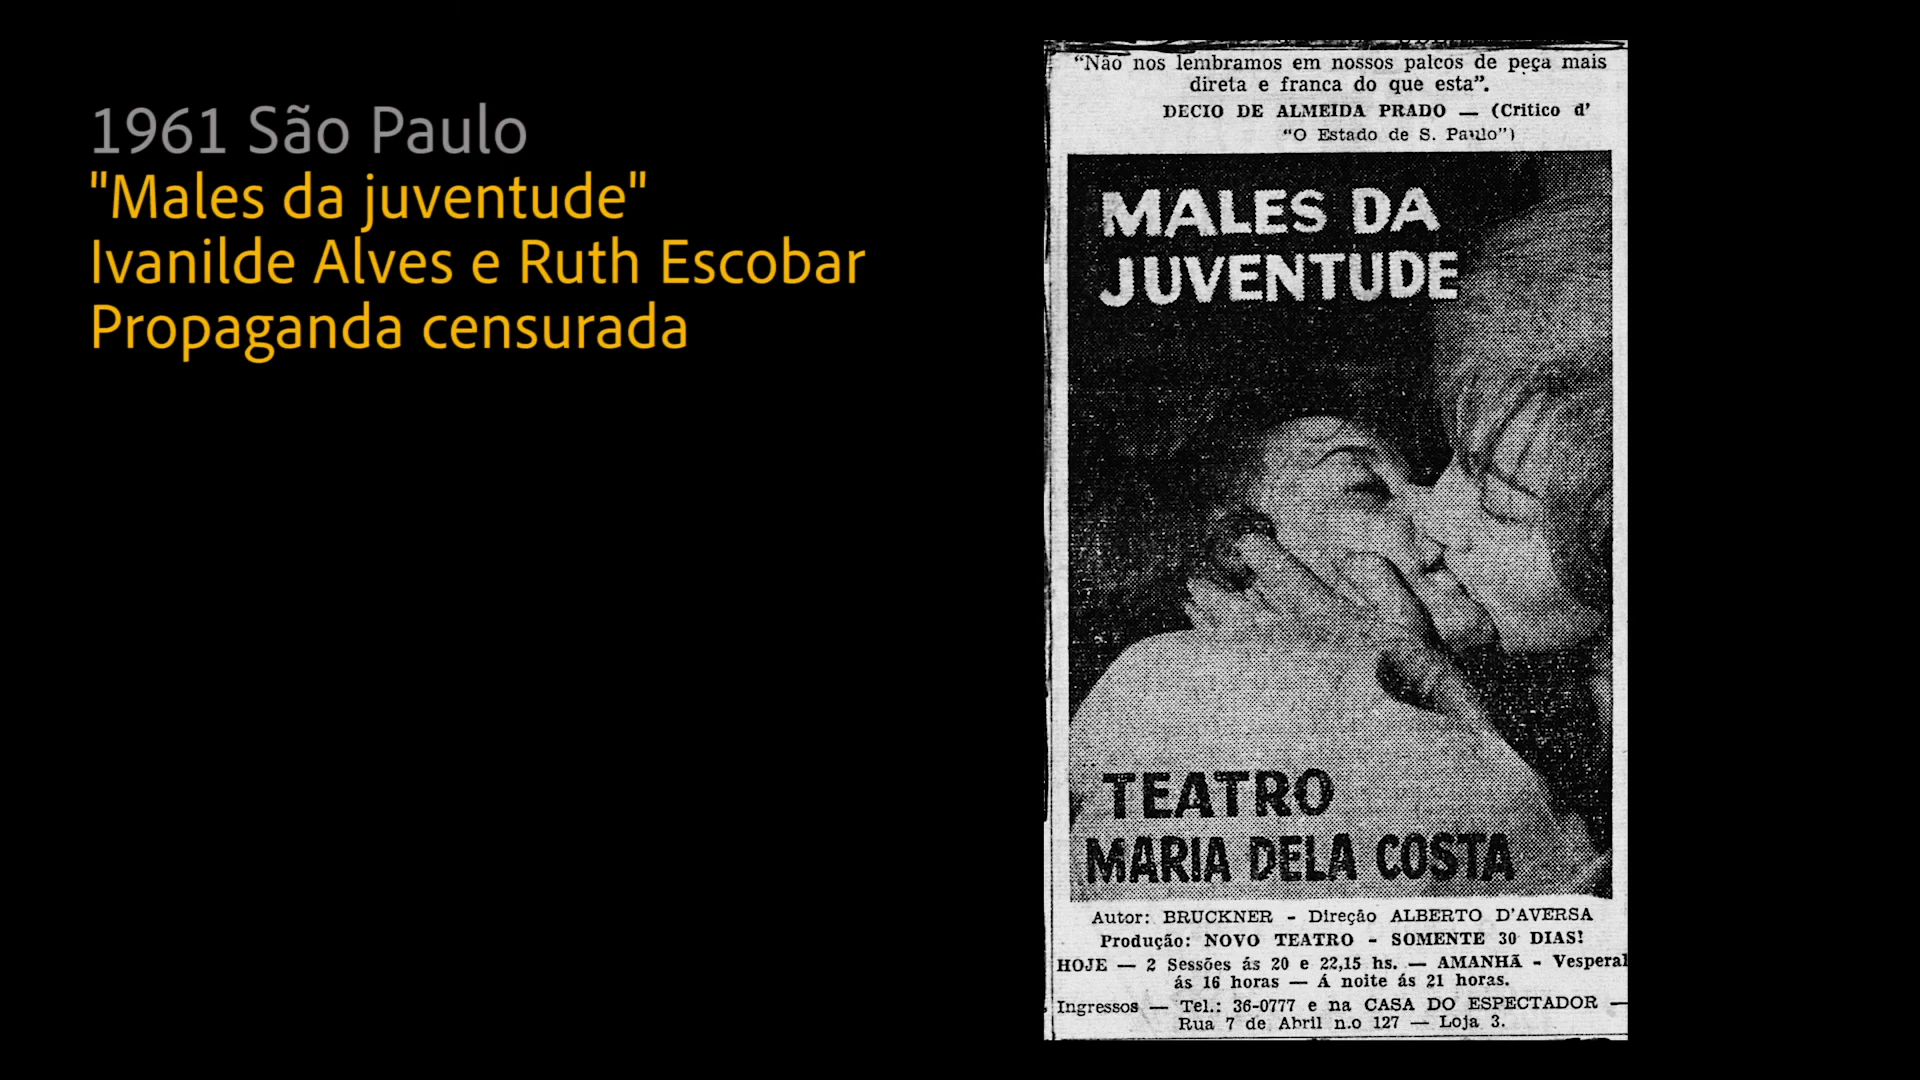 1961 São Paulo
"Males da juventude"
Ivanilde Alves e Ruth Escobar
Propaganda censurada
"Não nos lembramos em nossos palcos de peça mais
direta e franca do que esta".
DECIO DE ALMEIDA PRADO — (Critico d'
"O Estado de S. Paulo")
MALES DA
JUVENTUDE
TEATRO
MARIA DELA COSTA
Autor: BRUCKNER - Direção ALBERTO D'AVERSA
Produção: NOVO TEATRO - SOMENTE 30 DIAS!
HOJE — 2 Sessões ás 20 e 22,15 hs. — AMANHÃ - Vesperal
ás 16 horas — Á noite ás 21 horas.
Ingressos — Tel.: 36-0777 e na CASA DO ESPECTADOR —
Rua 7 de Abril n.o 127 — Loja 3.